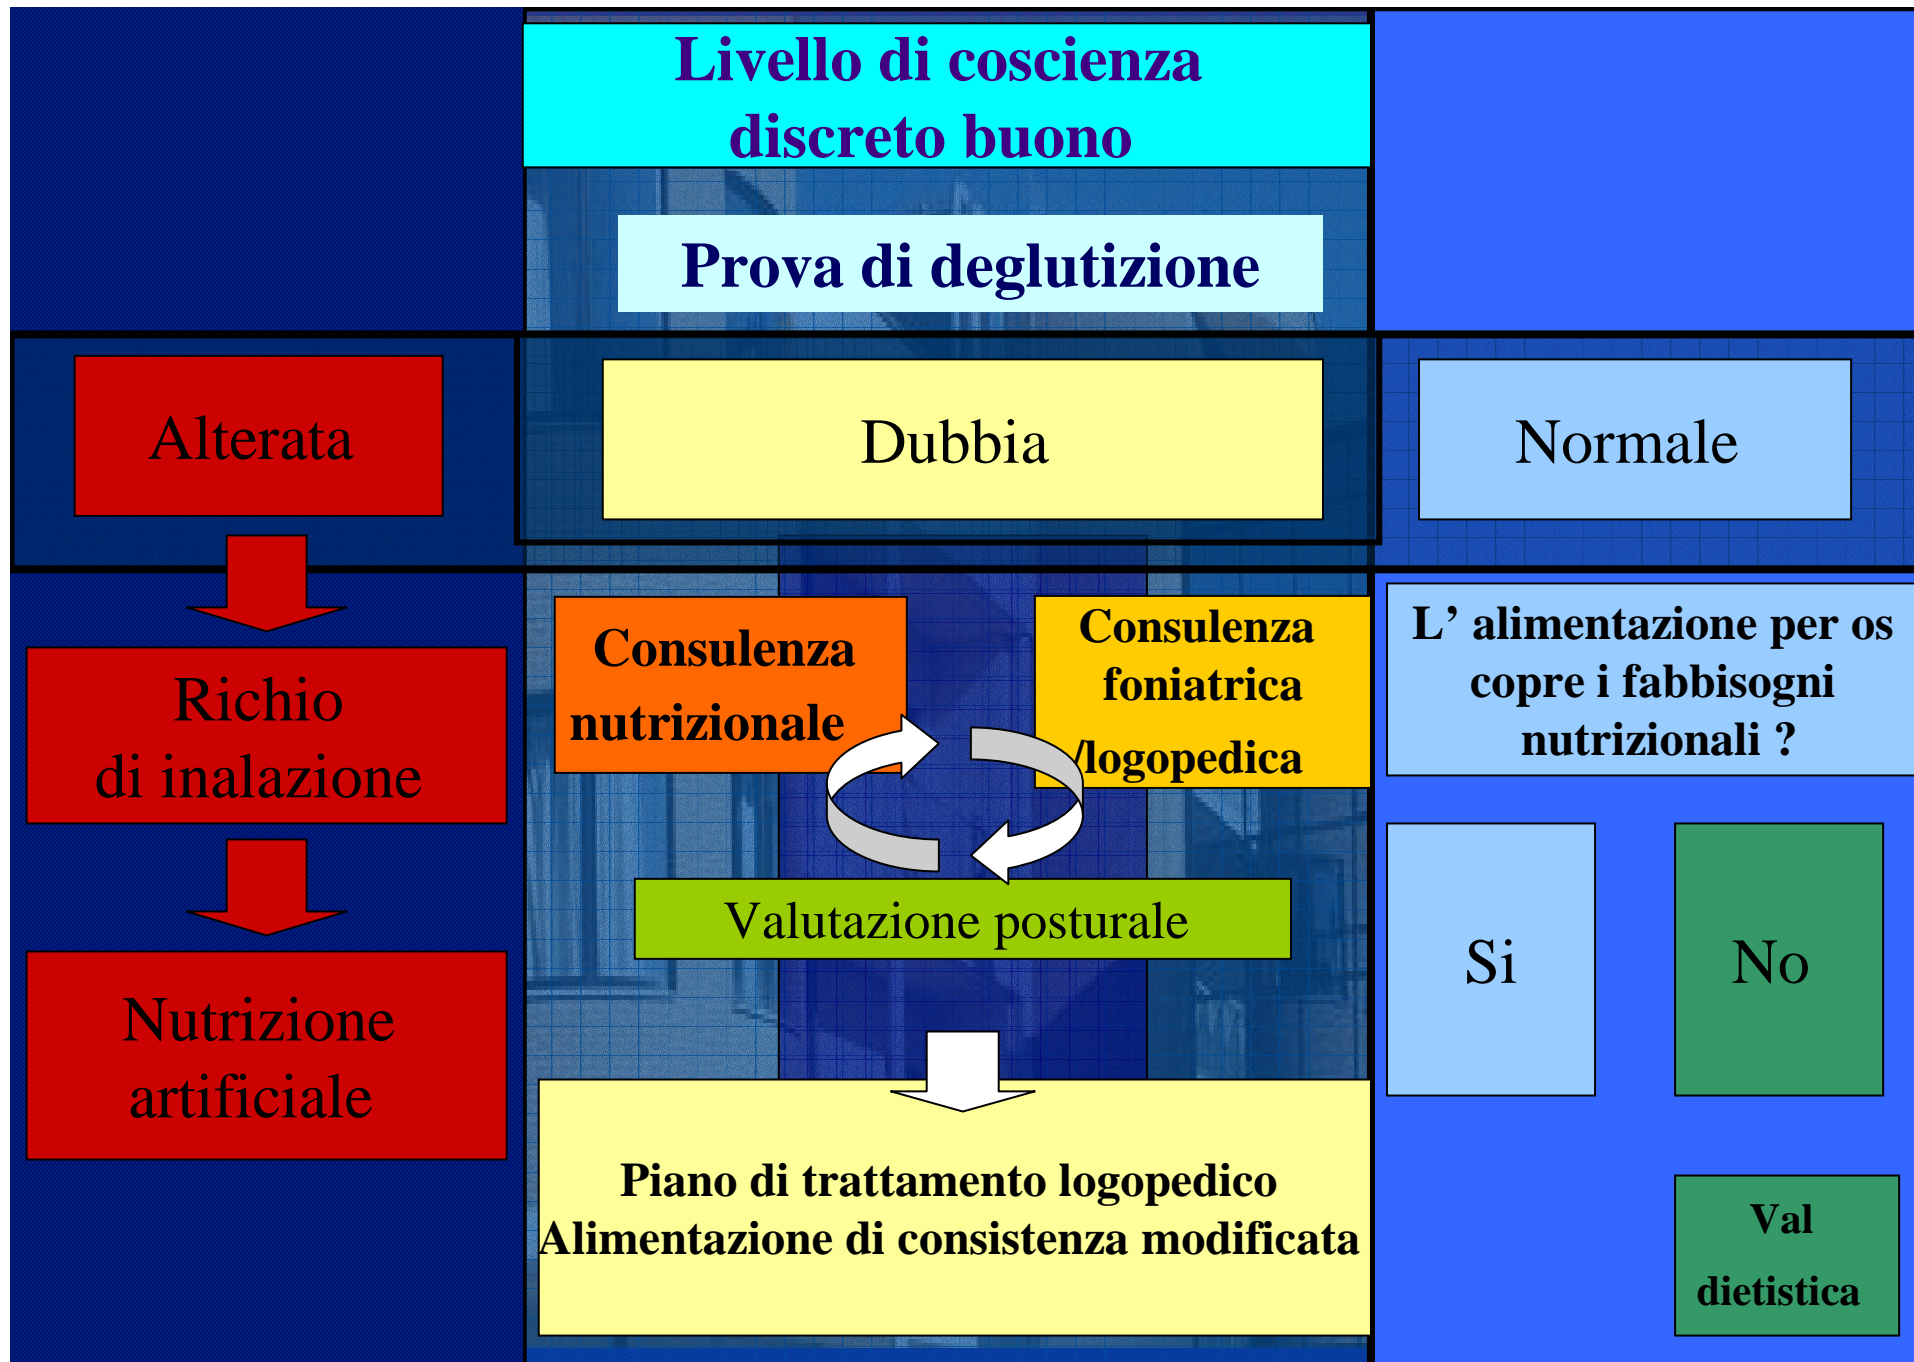 Livello di coscienza
discreto buono
Prova di deglutizione
Alterata
Dubbia
Normale
Richio
di inalazione
Nutrizione
artificiale
Consulenza
nutrizionale
Consulenza
foniatrica
/logopedica
Valutazione posturale
Piano di trattamento logopedico
Alimentazione di consistenza modificata
L’ alimentazione per os
copre i fabbisogni
nutrizionali ?
Si
No
Val
dietistica